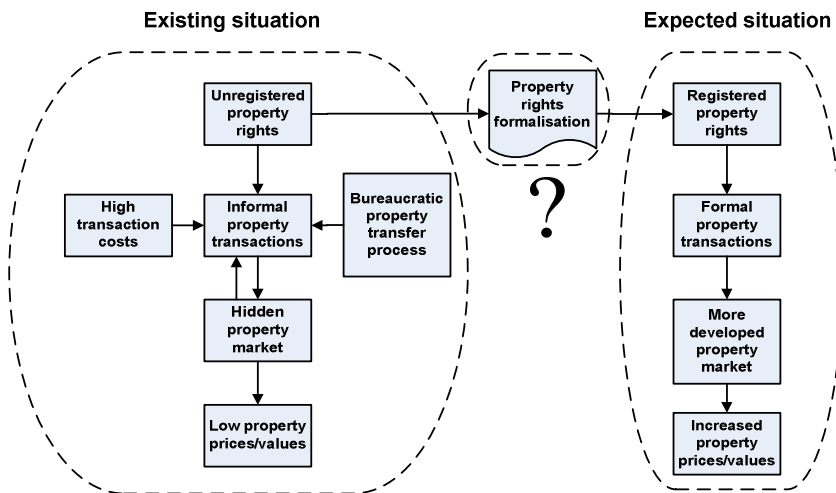 Existing situation
Expected situation
Unregistered
property
rights
Property
rights
formalisation
Registered
property
rights
High
transaction
costs
Informal
property
transactions
Bureaucratic
property
transfer
process
?
Formal
property
transactions
Hidden
property
market
More
developed
property
market
Low property
prices/values
Increased
property
prices/values